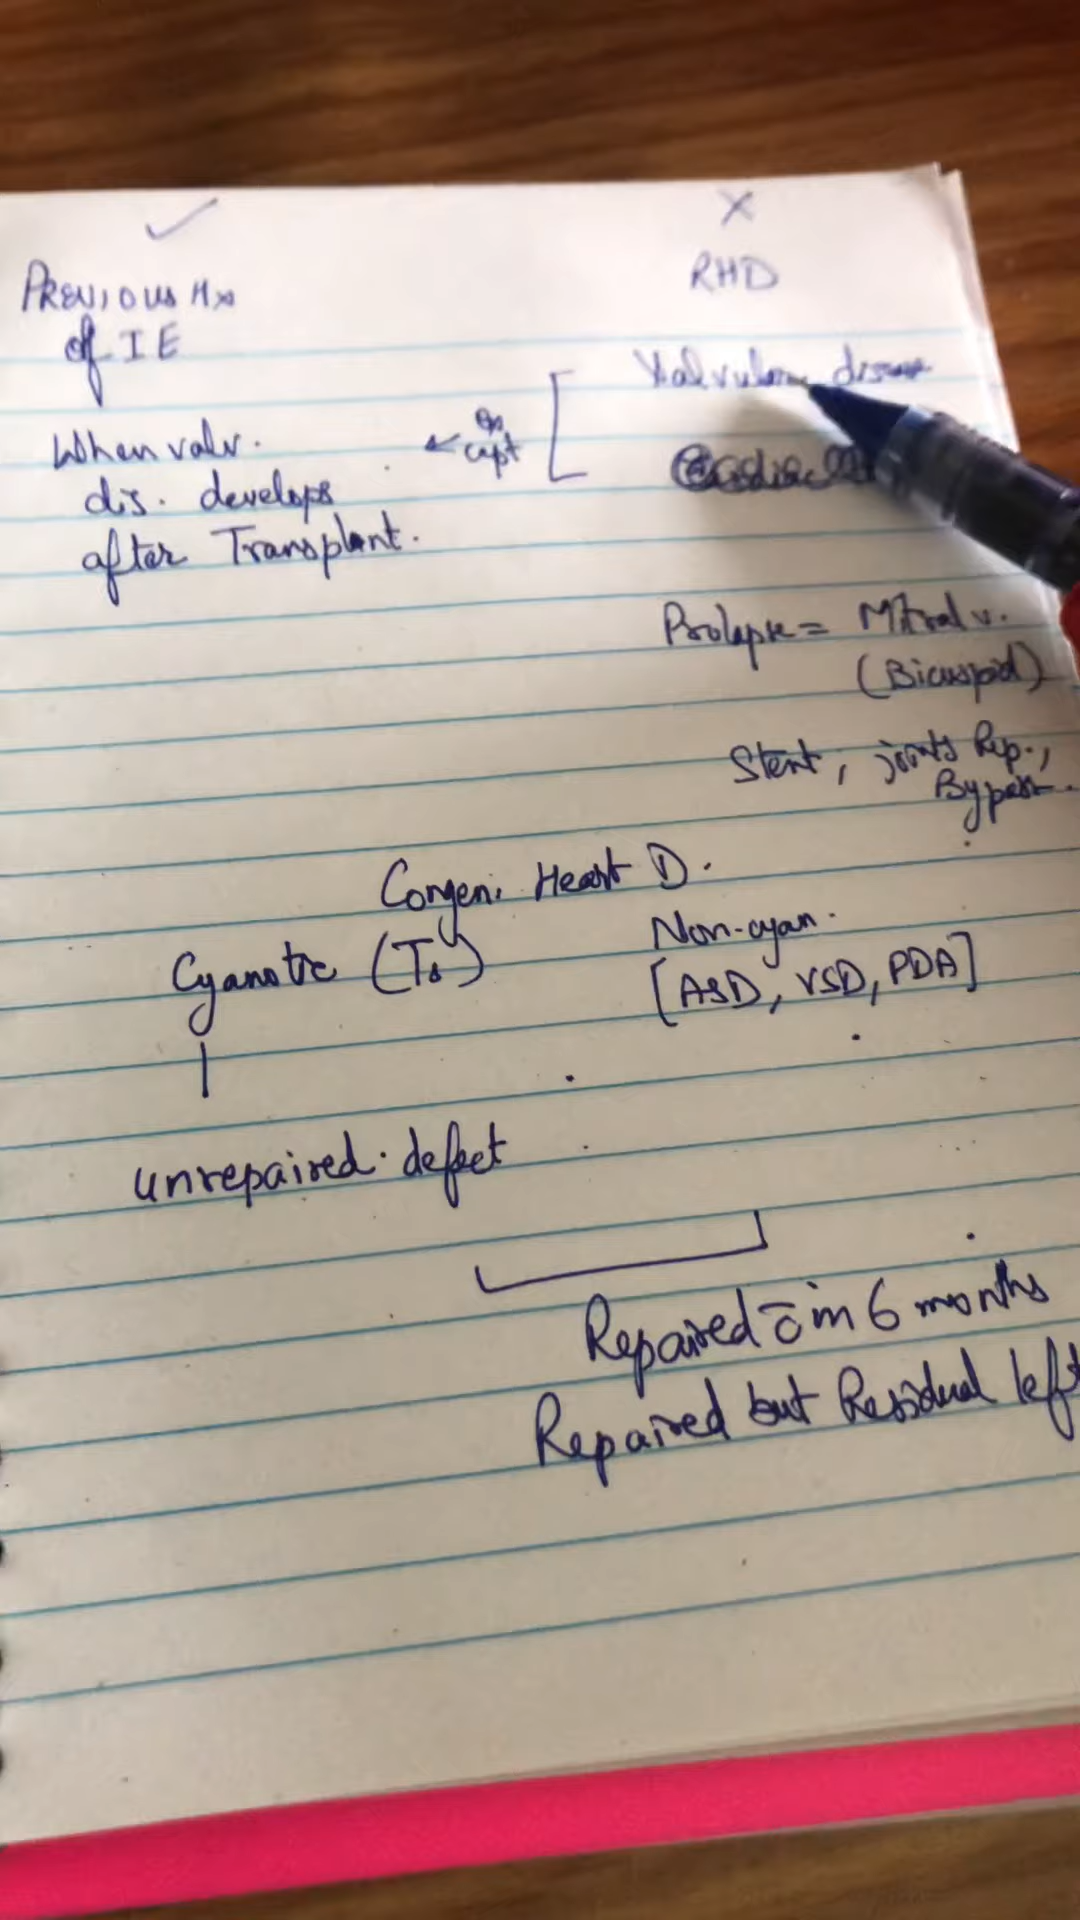 ✓
X
Previous Hx
of IE
RHD
Valvular disease
When valv.
dis. develops
after Transplant.
Prolapse = Mitral v.
(Bicuspid)
Stent, joints Rep.,
Bypass.
Congen. Heart D.
Cyanotic (Ts)
Non-cyan.
[ASD, VSD, PDA]
unrepaired defect
Repaired c̄ in 6 months
Repaired but Residual left